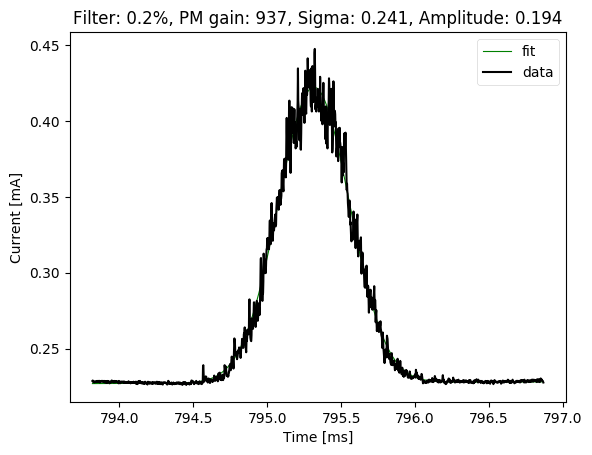 Filter: 0.2%, PM gain: 937, Sigma: 0.241, Amplitude: 0.194
fit
data
0.45
0.40
0.35
0.30
0.25
Current [mA]
794.0 794.5 795.0 795.5 796.0 796.5 797.0
Time [ms]